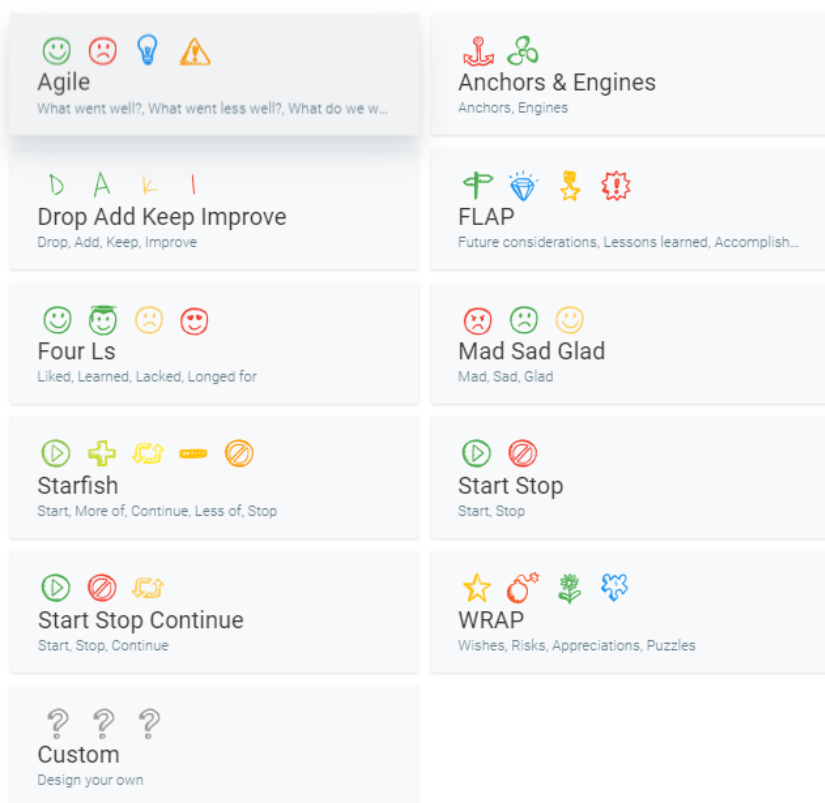 Agile
What went well?, What went less well?, What do we w...
Anchors & Engines
Anchors, Engines
D A K I
Drop Add Keep Improve
Drop, Add, Keep, Improve
FLAP
Future considerations, Lessons learned, Accomplish...
Four Ls
Liked, Learned, Lacked, Longed for
Mad Sad Glad
Mad, Sad, Glad
Starfish
Start, More of, Continue, Less of, Stop
Start Stop
Start, Stop
Start Stop Continue
Start, Stop, Continue
WRAP
Wishes, Risks, Appreciations, Puzzles
? ? ?
Custom
Design your own